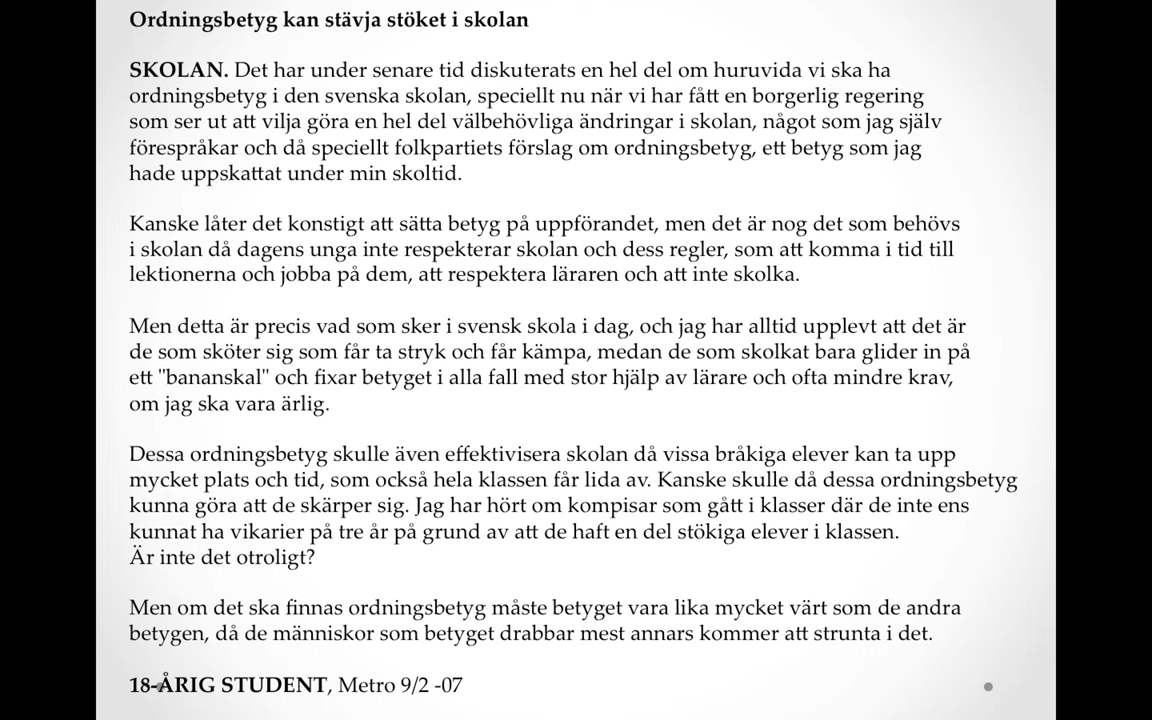 Ordningsbetyg kan stävja stöket i skolan
SKOLAN. Det har under senare tid diskuterats en hel del om huruvida vi ska ha
ordningsbetyg i den svenska skolan, speciellt nu när vi har fått en borgerlig regering
som ser ut att vilja göra en hel del välbehövliga ändringar i skolan, något som jag själv
förespråkar och då speciellt folkpartiets förslag om ordningsbetyg, ett betyg som jag
hade uppskattat under min skoltid.
Kanske låter det konstigt att sätta betyg på uppförandet, men det är nog det som behövs
i skolan då dagens unga inte respekterar skolan och dess regler, som att komma i tid till
lektionerna och jobba på dem, att respektera läraren och att inte skolka.
Men detta är precis vad som sker i svensk skola i dag, och jag har alltid upplevt att det är
de som sköter sig som får ta stryk och får kämpa, medan de som skolkat bara glider in på
ett "bananskal" och fixar betyget i alla fall med stor hjälp av lärare och ofta mindre krav,
om jag ska vara ärlig.
Dessa ordningsbetyg skulle även effektivisera skolan då vissa bråkiga elever kan ta upp
mycket plats och tid, som också hela klassen får lida av. Kanske skulle då dessa ordningsbetyg
kunna göra att de skärper sig. Jag har hört om kompisar som gått i klasser där de inte ens
kunnat ha vikarier på tre år på grund av att de haft en del stökiga elever i klassen.
Är inte det otroligt?
Men om det ska finnas ordningsbetyg måste betyget vara lika mycket värt som de andra
betygen, då de människor som betyget drabbar mest annars kommer att strunta i det.
18-ÅRIG STUDENT, Metro 9/2 -07